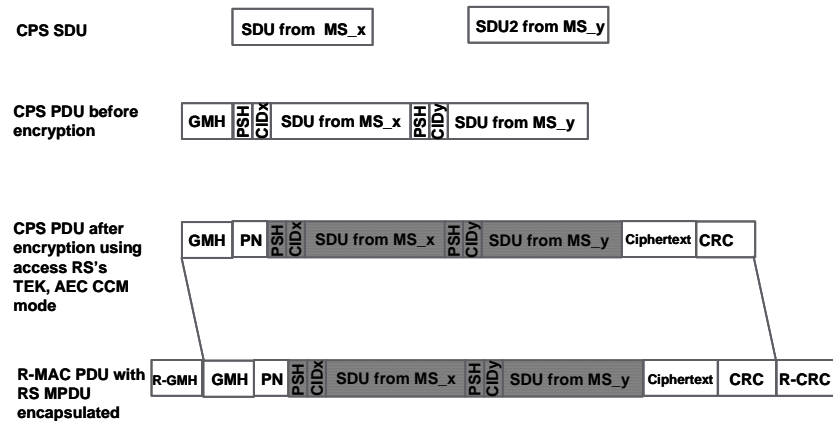 CPS SDU
SDU from MS_x
SDU2 from MS_y
CPS PDU before
encryption
GMH PSH CIDx SDU from MS_x PSH CIDy SDU from MS_y
CPS PDU after
encryption using
access RS's
TEK, AEC CCM
mode
GMH PN PSH CIDx SDU from MS_x PSH CIDy SDU from MS_y Ciphertext CRC
R-MAC PDU with
RS MPDU
encapsulated
R-GMH GMH PN PSH CIDx SDU from MS_x PSH CIDy SDU from MS_y Ciphertext CRC R-CRC